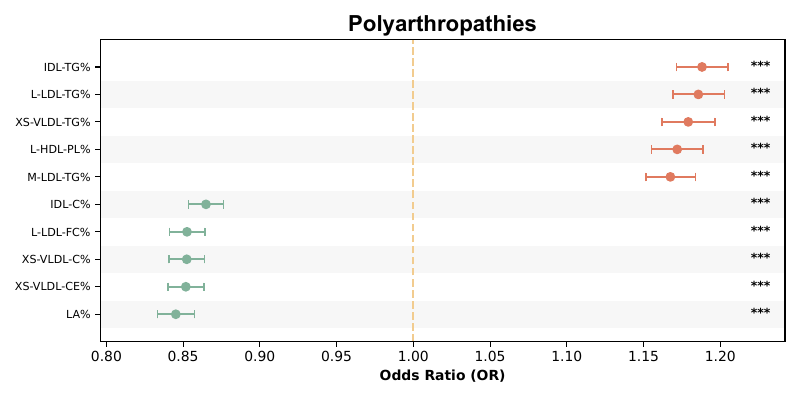 Polyarthropathies
IDL-TG% ***
L-LDL-TG% ***
XS-VLDL-TG% ***
L-HDL-PL% ***
M-LDL-TG% ***
IDL-C% ***
L-LDL-FC% ***
XS-VLDL-C% ***
XS-VLDL-CE% ***
LA% ***
0.80 0.85 0.90 0.95 1.00 1.05 1.10 1.15 1.20
Odds Ratio (OR)